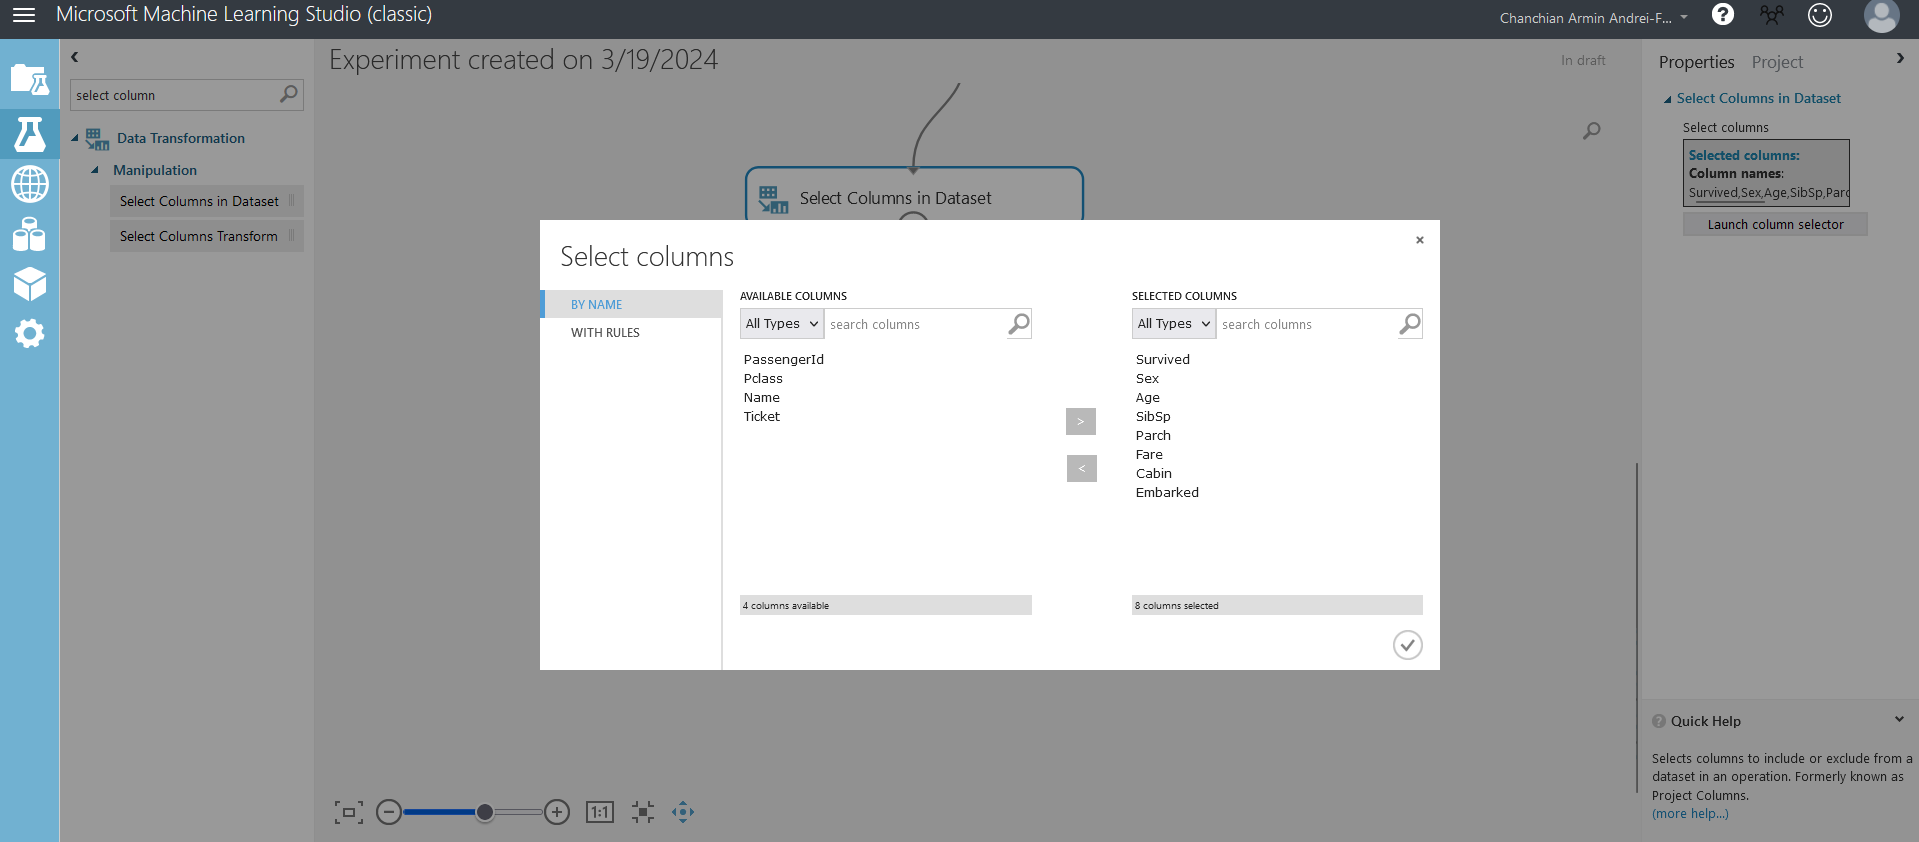 Microsoft Machine Learning Studio (classic)
Chanchian Armin Andrei-F...
?
select column
Data Transformation
Manipulation
Select Columns in Dataset
Select Columns Transform
Experiment created on 3/19/2024
In draft
Select Columns in Dataset
Select columns
BY NAME
WITH RULES
AVAILABLE COLUMNS
All Types
search columns
PassengerId
Pclass
Name
Ticket
4 columns available
>
<
SELECTED COLUMNS
All Types
search columns
Survived
Sex
Age
SibSp
Parch
Fare
Cabin
Embarked
8 columns selected
1:1
Properties
Project
Select Columns in Dataset
Select columns
Selected columns:
Column names:
Survived,Sex,Age,SibSp,Parc
Launch column selector
? Quick Help
Selects columns to include or exclude from a
dataset in an operation. Formerly known as
Project Columns.
(more help...)